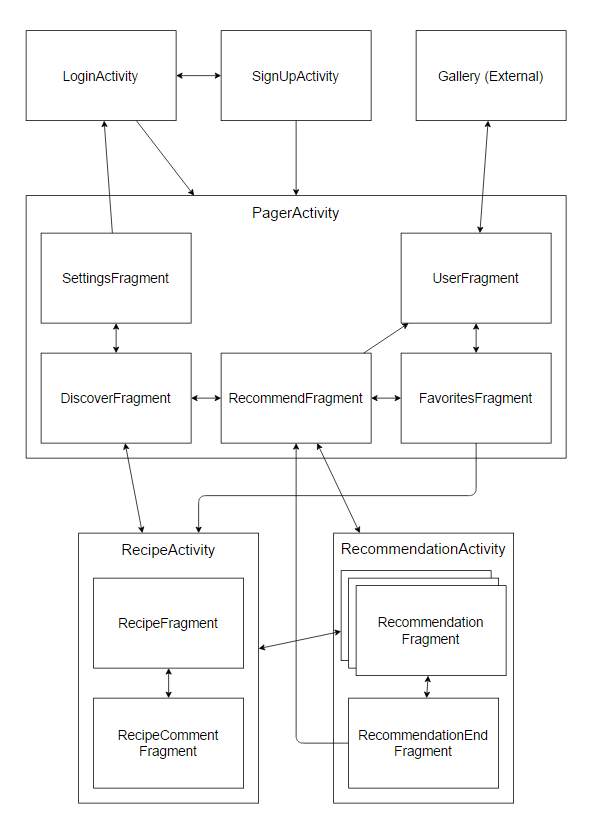 LoginActivity
SignUpActivity
Gallery (External)
PagerActivity
SettingsFragment
UserFragment
DiscoverFragment
RecommendFragment
FavoritesFragment
RecipeActivity
RecommendationActivity
RecipeFragment
Recommendation
Fragment
RecipeComment
Fragment
RecommendationEnd
Fragment